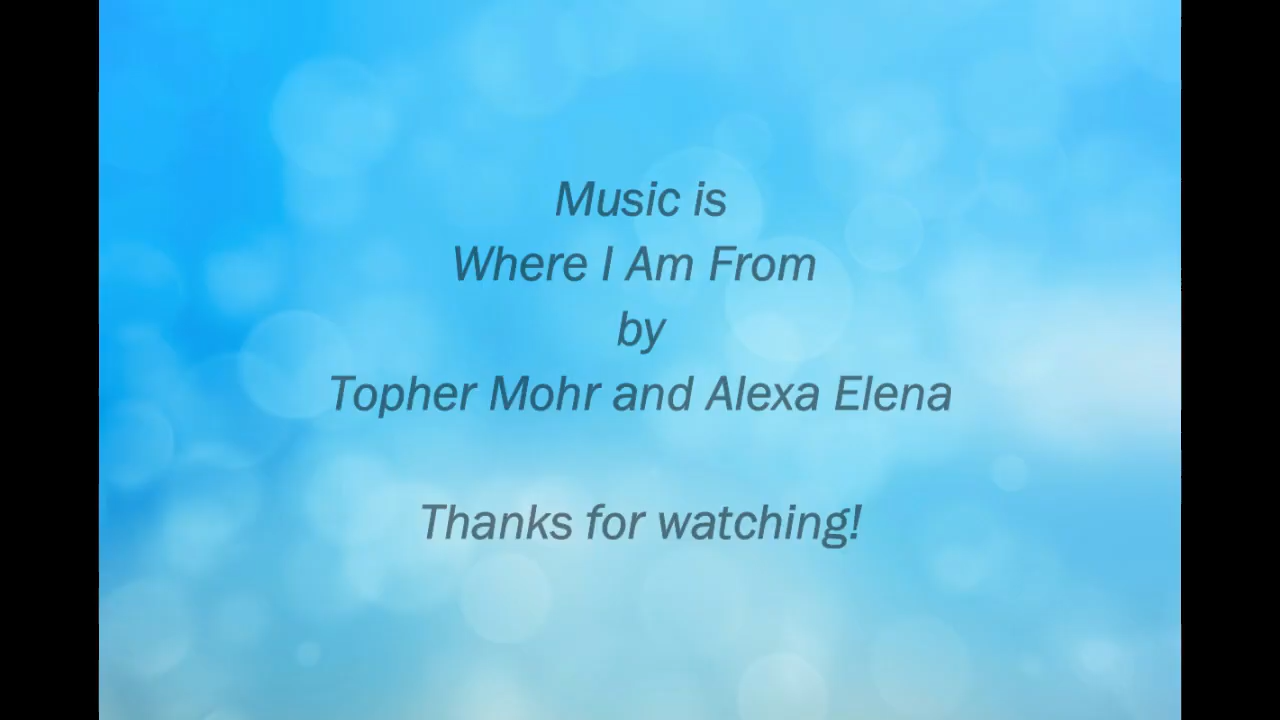 Music is
Where I Am From
by
Topher Mohr and Alexa Elena
Thanks for watching!